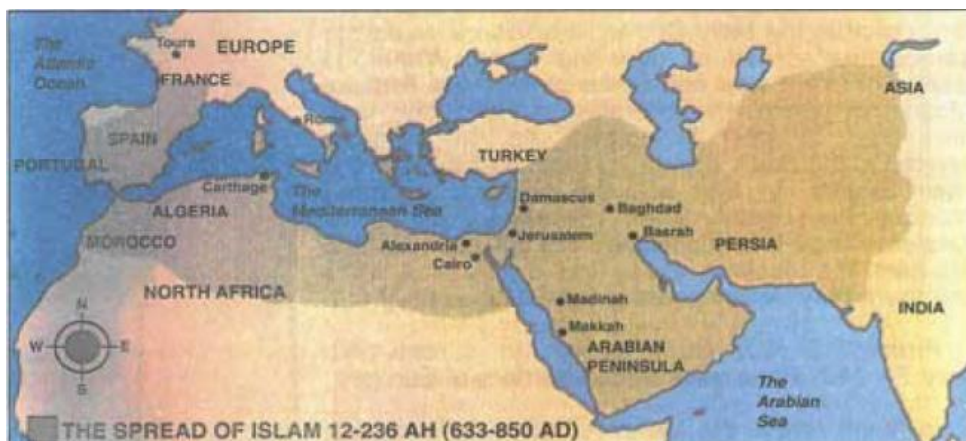 The
Atlantic
Ocean
Tours
EUROPE
FRANCE
ASIA
SPAIN
Rome
PORTUGAL
TURKEY
Carthage
The
Mediterranean Sea
ALGERIA
Damascus
Baghdad
MOROCCO
Alexandria
Jerusalem
Basrah
PERSIA
Cairo
NORTH AFRICA
INDIA
Madinah
Makkah
ARABIAN
PENINSULA
N
W
E
S
The
Arabian
Sea
THE SPREAD OF ISLAM 12-236 AH (633-850 AD)